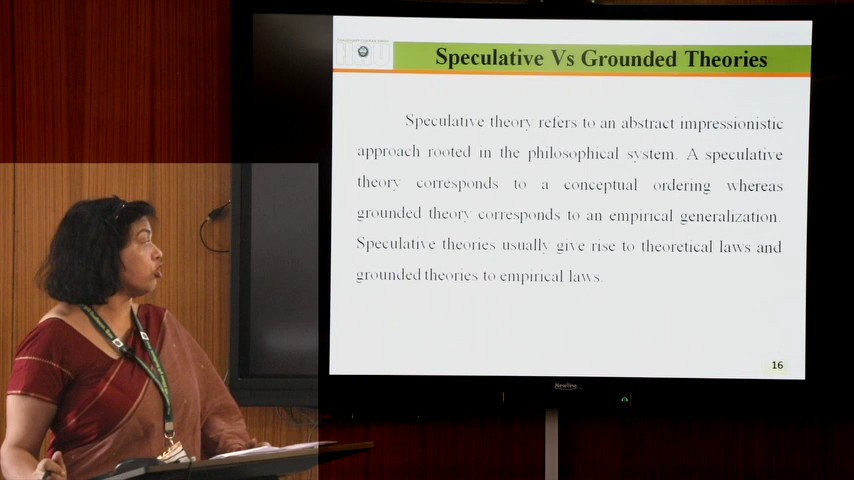 Speculative Vs Grounded Theories
Speculative theory refers to an abstract impressionistic
approach rooted in the philosophical system. A speculative
theory corresponds to a conceptual ordering whereas
grounded theory corresponds to an empirical generalization.
Speculative theories usually give rise to theoretical laws and
grounded theories to empirical laws.
16
Newline